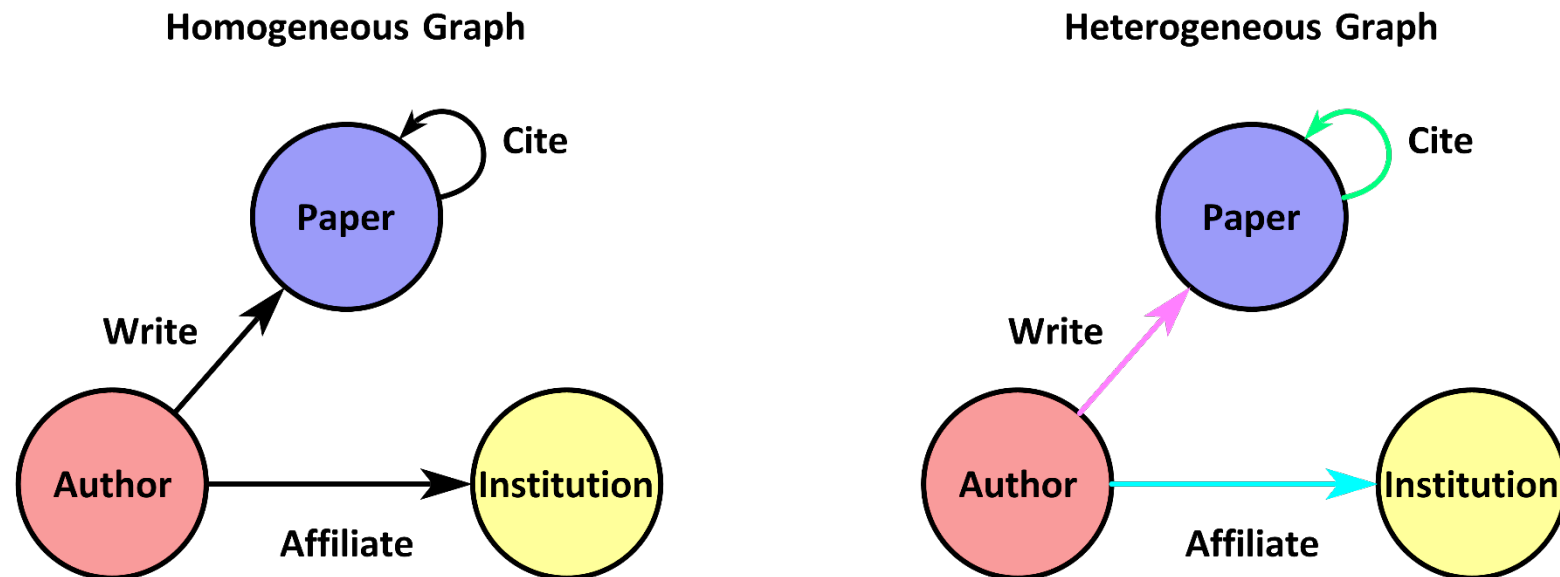 Homogeneous Graph
Cite
Paper
Write
Author
Institution
Affiliate
Heterogeneous Graph
Cite
Paper
Write
Author
Institution
Affiliate